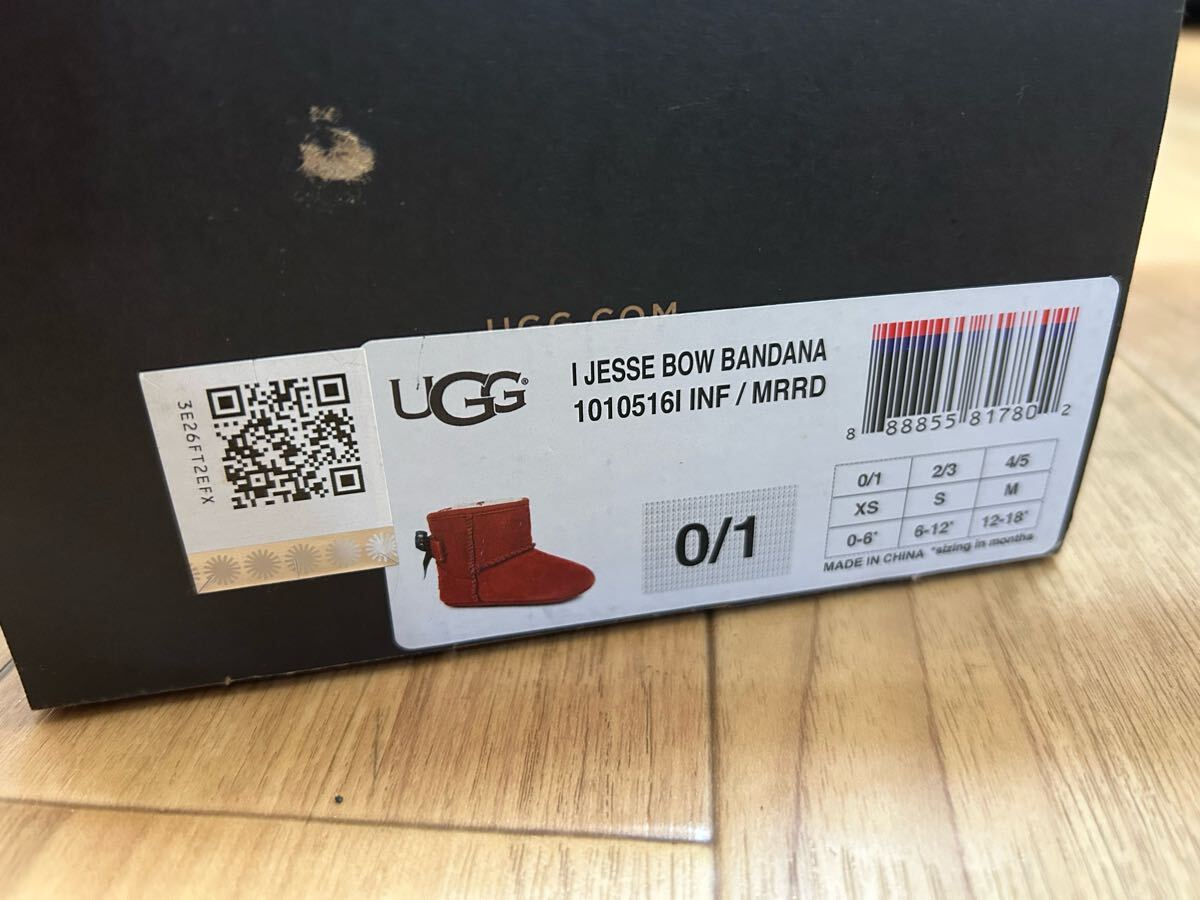 UGG.COM
3E26FT2EFX
UGG®
I JESSE BOW BANDANA
1010516I INF / MRRD
8 88855 81780 2
0/1 2/3 4/5
XS S M
0-6* 6-12* 12-18*
MADE IN CHINA *sizing in months
0/1